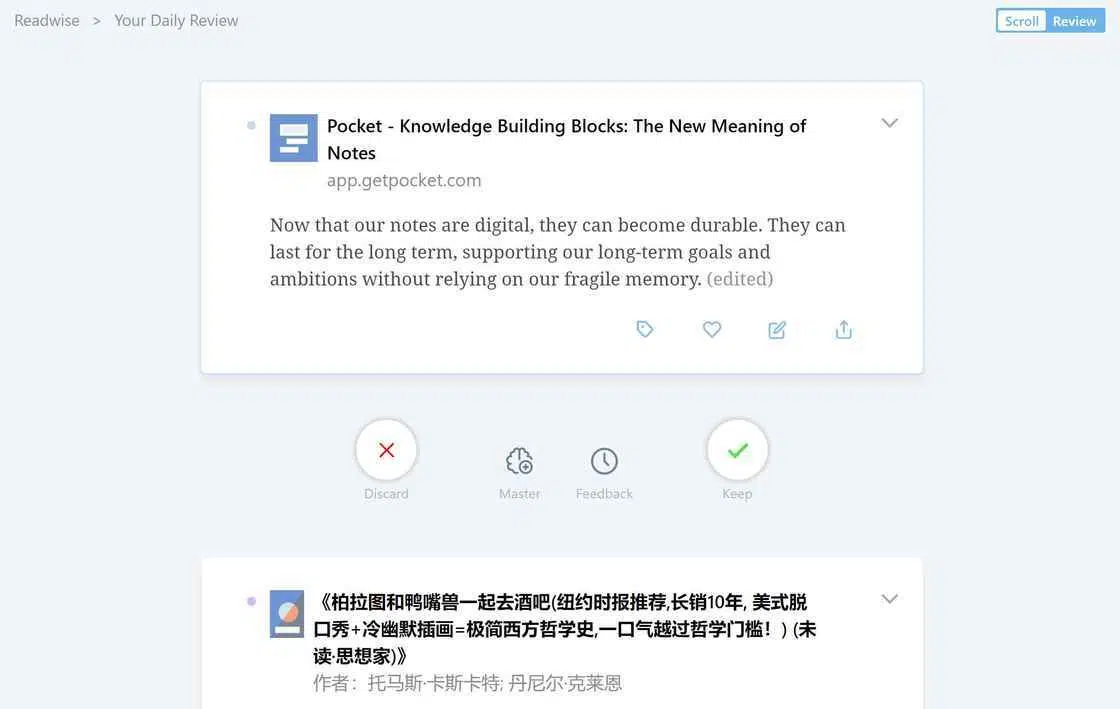 Readwise > Your Daily Review
Scroll Review
Pocket - Knowledge Building Blocks: The New Meaning of
Notes
app.getpocket.com
Now that our notes are digital, they can become durable. They can
last for the long term, supporting our long-term goals and
ambitions without relying on our fragile memory. (edited)
Discard Master Feedback Keep
《柏拉图和鸭嘴兽一起去酒吧(纽约时报推荐,长销10年, 美式脱
口秀+冷幽默插画=极简西方哲学史,一口气越过哲学门槛！) (未
读·思想家)》
作者：托马斯·卡斯卡特; 丹尼尔·克莱恩